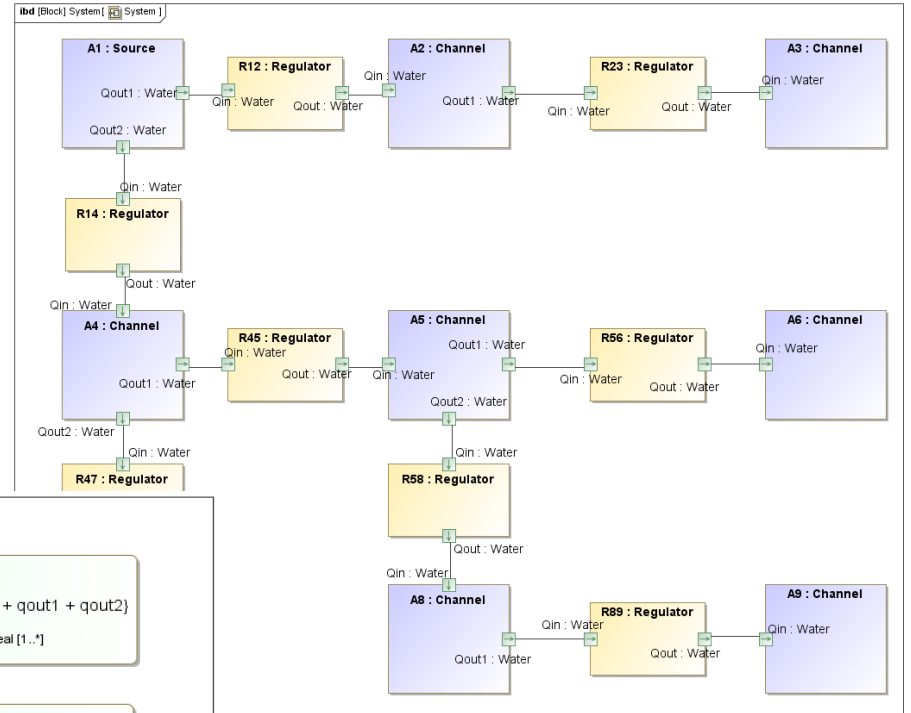 ibd [Block] System[ System ]
A1 : Source
Qout1 : Water
Qout2 : Water
R12 : Regulator
Qin : Water
Qout : Water
A2 : Channel
Qin : Water
Qout1 : Water
R23 : Regulator
Qin : Water
Qout : Water
A3 : Channel
Qin : Water
Qin : Water
R14 : Regulator
Qout : Water
Qin : Water
A4 : Channel
Qout1 : Water
Qout2 : Water
R45 : Regulator
Qin : Water
Qout : Water
A5 : Channel
Qout1 : Water
Qin : Water
Qout2 : Water
R56 : Regulator
Qin : Water
Qout : Water
A6 : Channel
Qin : Water
Qin : Water
R47 : Regulator
Qin : Water
R58 : Regulator
Qout : Water
Qin : Water
A8 : Channel
Qout1 : Water
R89 : Regulator
Qin : Water
Qout : Water
A9 : Channel
Qin : Water
+ qout1 + qout2}
eal [1..*]